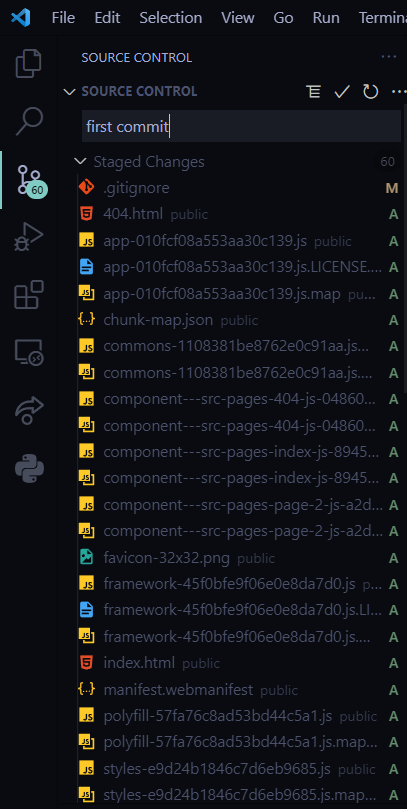 File Edit Selection View Go Run Termina
SOURCE CONTROL ...
SOURCE CONTROL ...
first commit
Staged Changes 60
60
.gitignore M
404.html public A
app-010fcf08a553aa30c139.js public A
app-010fcf08a553aa30c139.js.LICENSE.... A
app-010fcf08a553aa30c139.js.map pu... A
chunk-map.json public A
commons-1108381be8762e0c91aa.js... A
commons-1108381be8762e0c91aa.js.... A
component---src-pages-404-js-04860... A
component---src-pages-404-js-04860... A
component---src-pages-index-js-8945... A
component---src-pages-index-js-8945... A
component---src-pages-page-2-js-a2d... A
component---src-pages-page-2-js-a2d... A
favicon-32x32.png public A
framework-45f0bfe9f06e0e8da7d0.js p... A
framework-45f0bfe9f06e0e8da7d0.js.LI... A
framework-45f0bfe9f06e0e8da7d0.js.... A
index.html public A
manifest.webmanifest public A
polyfill-57fa76c8ad53bd44c5a1.js public A
polyfill-57fa76c8ad53bd44c5a1.js.map... A
styles-e9d24b1846c7d6eb9685.js public A
styles-e9d24b1846c7d6eb9685.js.map... A